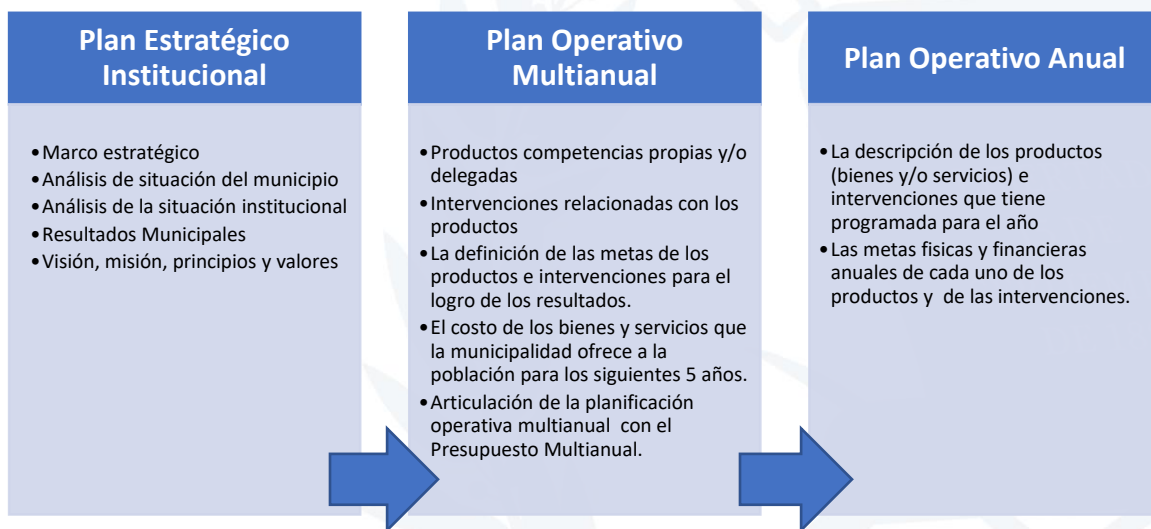 Plan Estratégico
Institucional
•Marco estratégico
•Análisis de situación del municipio
•Análisis de la situación institucional
•Resultados Municipales
•Visión, misión, principios y valores
Plan Operativo
Multianual
•Productos competencias propias y/o
delegadas
•Intervenciones relacionadas con los
productos
•La definición de las metas de los
productos e intervenciones para el
logro de los resultados.
•El costo de los bienes y servicios que
la municipalidad ofrece a la
población para los siguientes 5 años.
•Articulación de la planificación
operativa multianual con el
Presupuesto Multianual.
Plan Operativo Anual
•La descripción de los productos
(bienes y/o servicios) e
intervenciones que tiene
programada para el año
•Las metas fisicas y financieras
anuales de cada uno de los
productos y de las intervenciones.